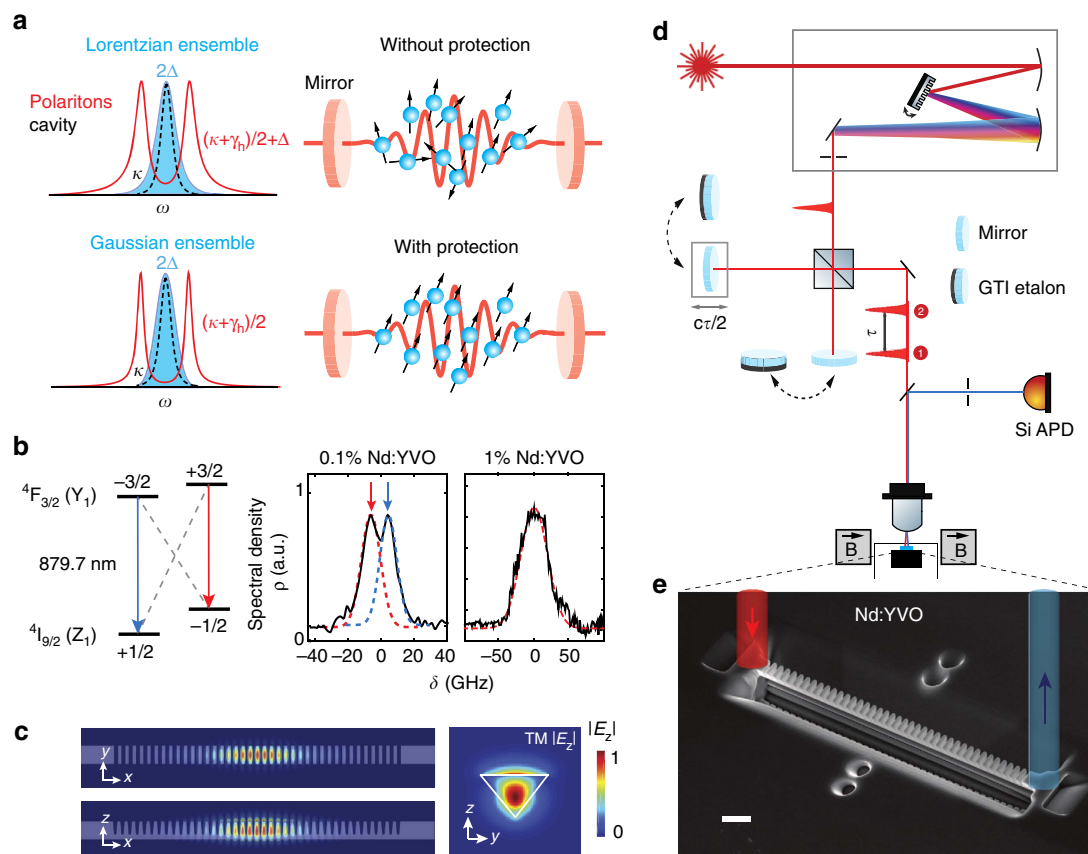 a
Lorentzian ensemble
2Δ
Polaritons
cavity
(κ+γh)/2+Δ
κ
ω
Without protection
Mirror
Gaussian ensemble
2Δ
(κ+γh)/2
κ
ω
With protection
b
−3/2
+3/2
⁴F3/2 (Y1)
879.7 nm
⁴I9/2 (Z1)
−1/2
+1/2
0.1% Nd:YVO
1% Nd:YVO
Spectral density
ρ (a.u.)
1
0
−40 −20 0 20 40
−50 0 50
δ (GHz)
c
y
x
z
x
TM |Ez|
z
y
|Ez|
1
0
d
Mirror
GTI etalon
cτ/2
τ
2
1
Si APD
B
B
e
Nd:YVO